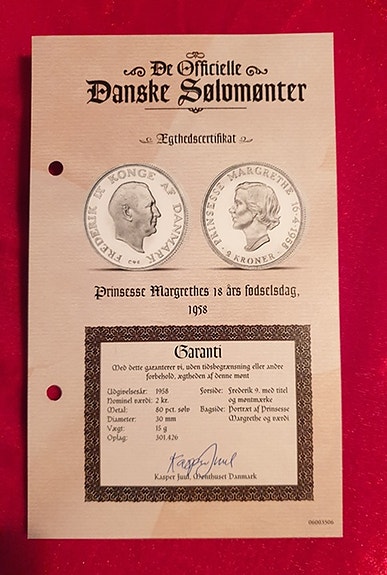 De Officielle
Danske Sølvmønter
Ægthedscertifikat
FREDERIK IX KONGE AF DANMARK
PRINSESSE MARGRETHE 16·4·1958
2 KRONER
Prinsesse Margrethes 18 års fødselsdag,
1958
Garanti
Med dette garanterer vi, uden tidsbegrænsning eller andre
forbehold, ægtheden af denne mønt
Udgivelsesår: 1958 Forside: Frederik 9. med titel
Nominel værdi: 2 kr. og møntmærke
Metal: 80 pct. sølv Bagside: Portræt af Prinsesse
Diameter: 30 mm Margrethe og værdi
Vægt: 15 g
Oplag: 301.426
Kasper Juul
Kasper Juul, Mønthuset Danmark
06003506